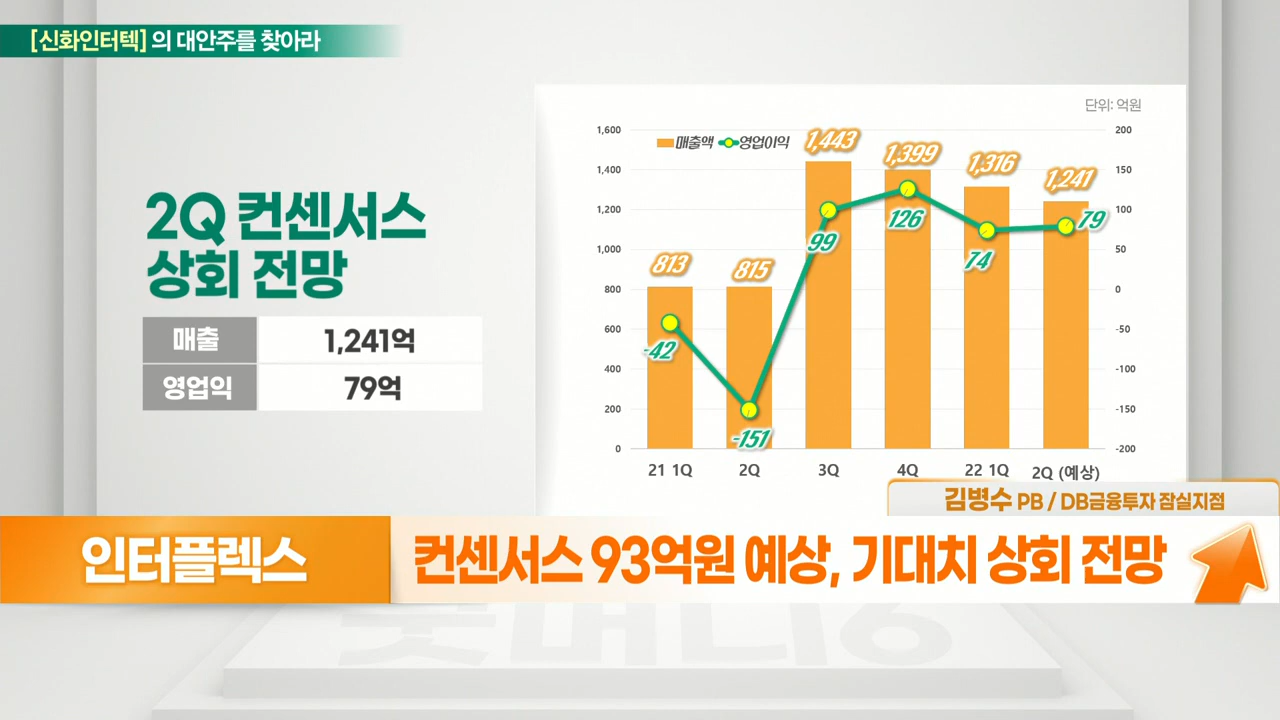 [신화인터텍]의 대안주를 찾아라
2Q 컨센서스
상회 전망
매출 1,241억
영업익 79억
단위: 억원
매출액 영업이익
1,600
1,400
1,200
1,000
800
600
400
200
0
200
150
100
50
0
-50
-100
-150
-200
813
815
1,443
1,399
1,316
1,241
-42
-151
99
126
74
79
21 1Q 2Q 3Q 4Q 22 1Q 2Q (예상)
김병수 PB / DB금융투자 잠실지점
인터플렉스
컨센서스 93억원 예상, 기대치 상회 전망
굿머니6